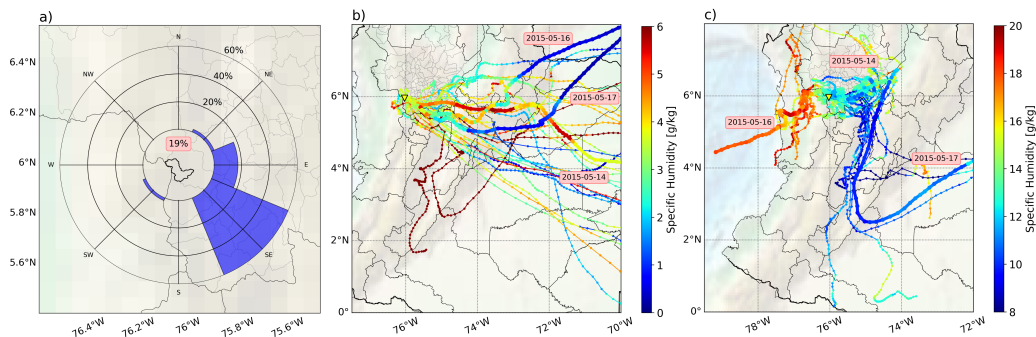 a)
N
NE
E
SE
S
SW
W
NW
60%
40%
20%
19%
6.4°N
6.2°N
6°N
5.8°N
5.6°N
76.4°W
76.2°W
76°W
75.8°W
75.6°W
b)
2015-05-16
2015-05-17
2015-05-14
6°N
4°N
2°N
0°
76°W
74°W
72°W
70°W
6
5
4
3
2
1
0
Specific Humidity [g/kg]
c)
2015-05-14
2015-05-16
2015-05-17
6°N
4°N
2°N
0°
78°W
76°W
74°W
72°W
20
18
16
14
12
10
8
Specific Humidity [g/kg]